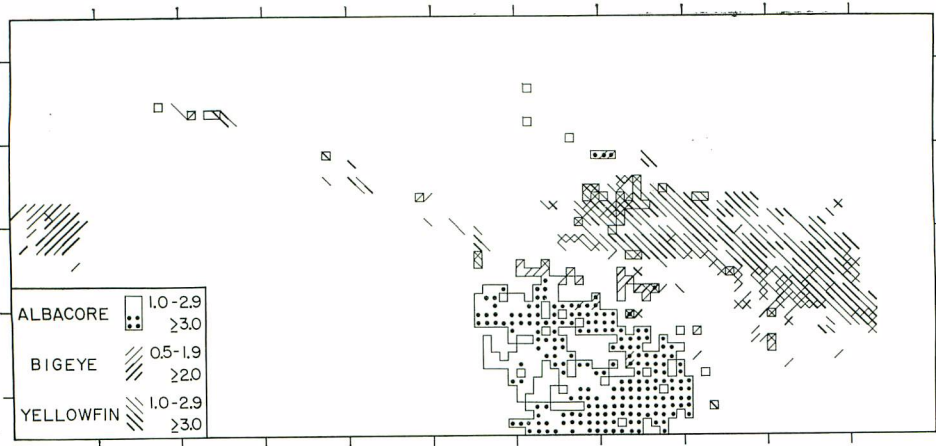 ALBACORE 1.0-2.9
≥3.0
BIGEYE 0.5-1.9
≥2.0
YELLOWFIN 1.0-2.9
≥3.0